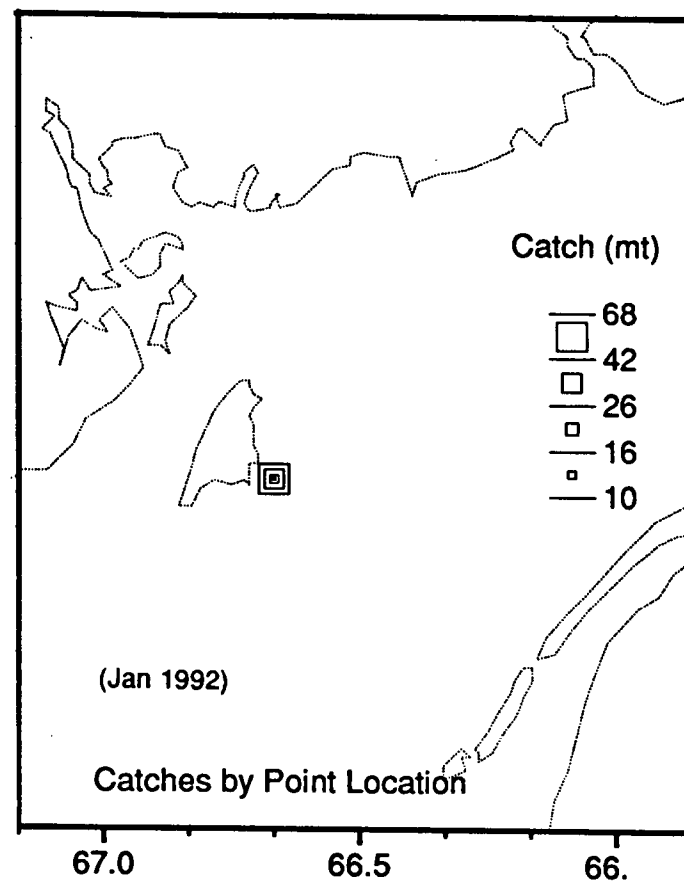 Catch (mt)
68
42
26
16
10
(Jan 1992)
Catches by Point Location
67.0 66.5 66.